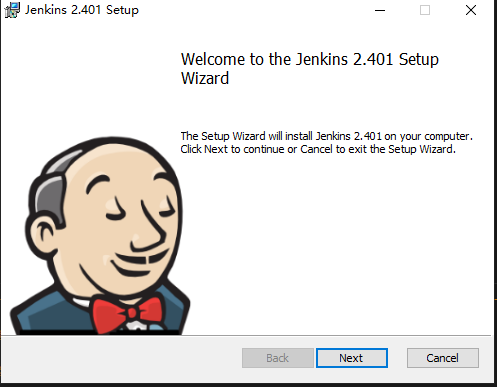 Jenkins 2.401 Setup
Welcome to the Jenkins 2.401 Setup
Wizard
The Setup Wizard will install Jenkins 2.401 on your computer.
Click Next to continue or Cancel to exit the Setup Wizard.
Back
Next
Cancel